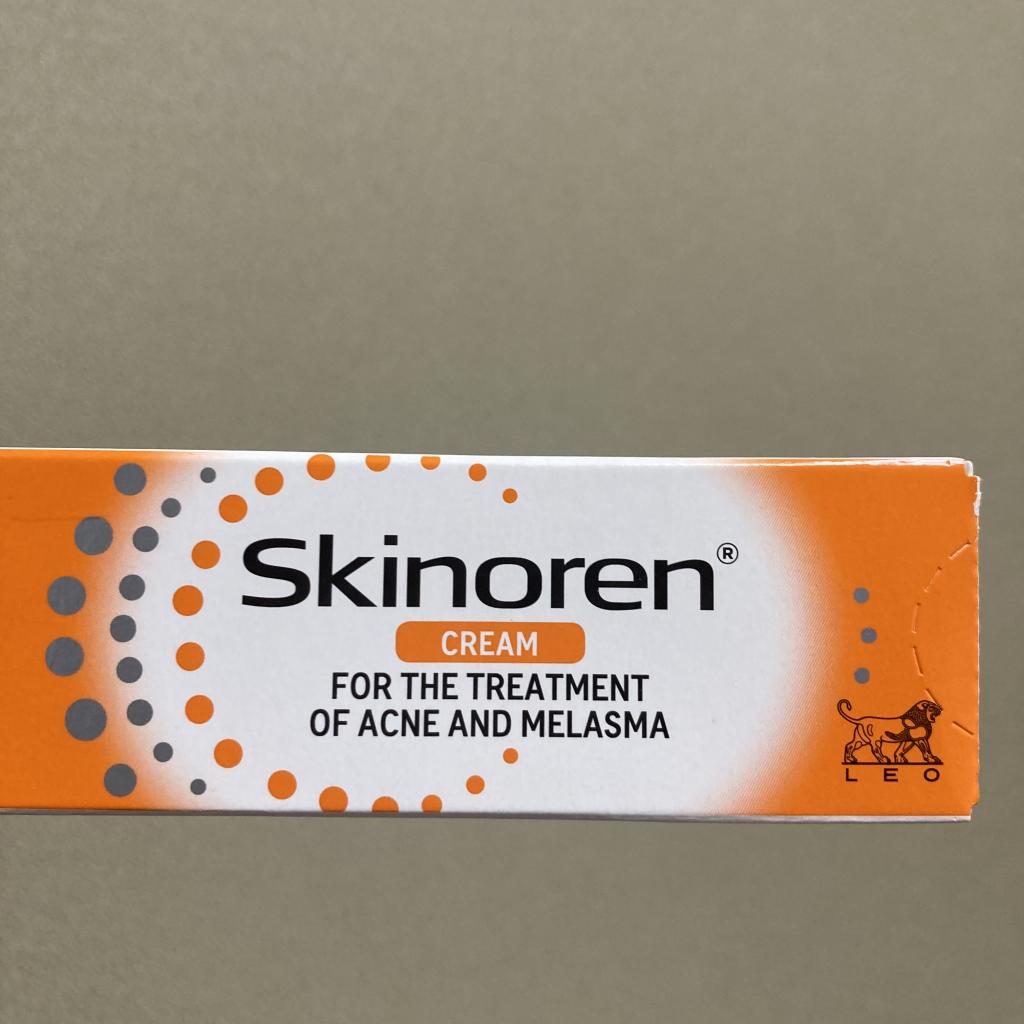 Skinoren®
CREAM
FOR THE TREATMENT
OF ACNE AND MELASMA
LEO